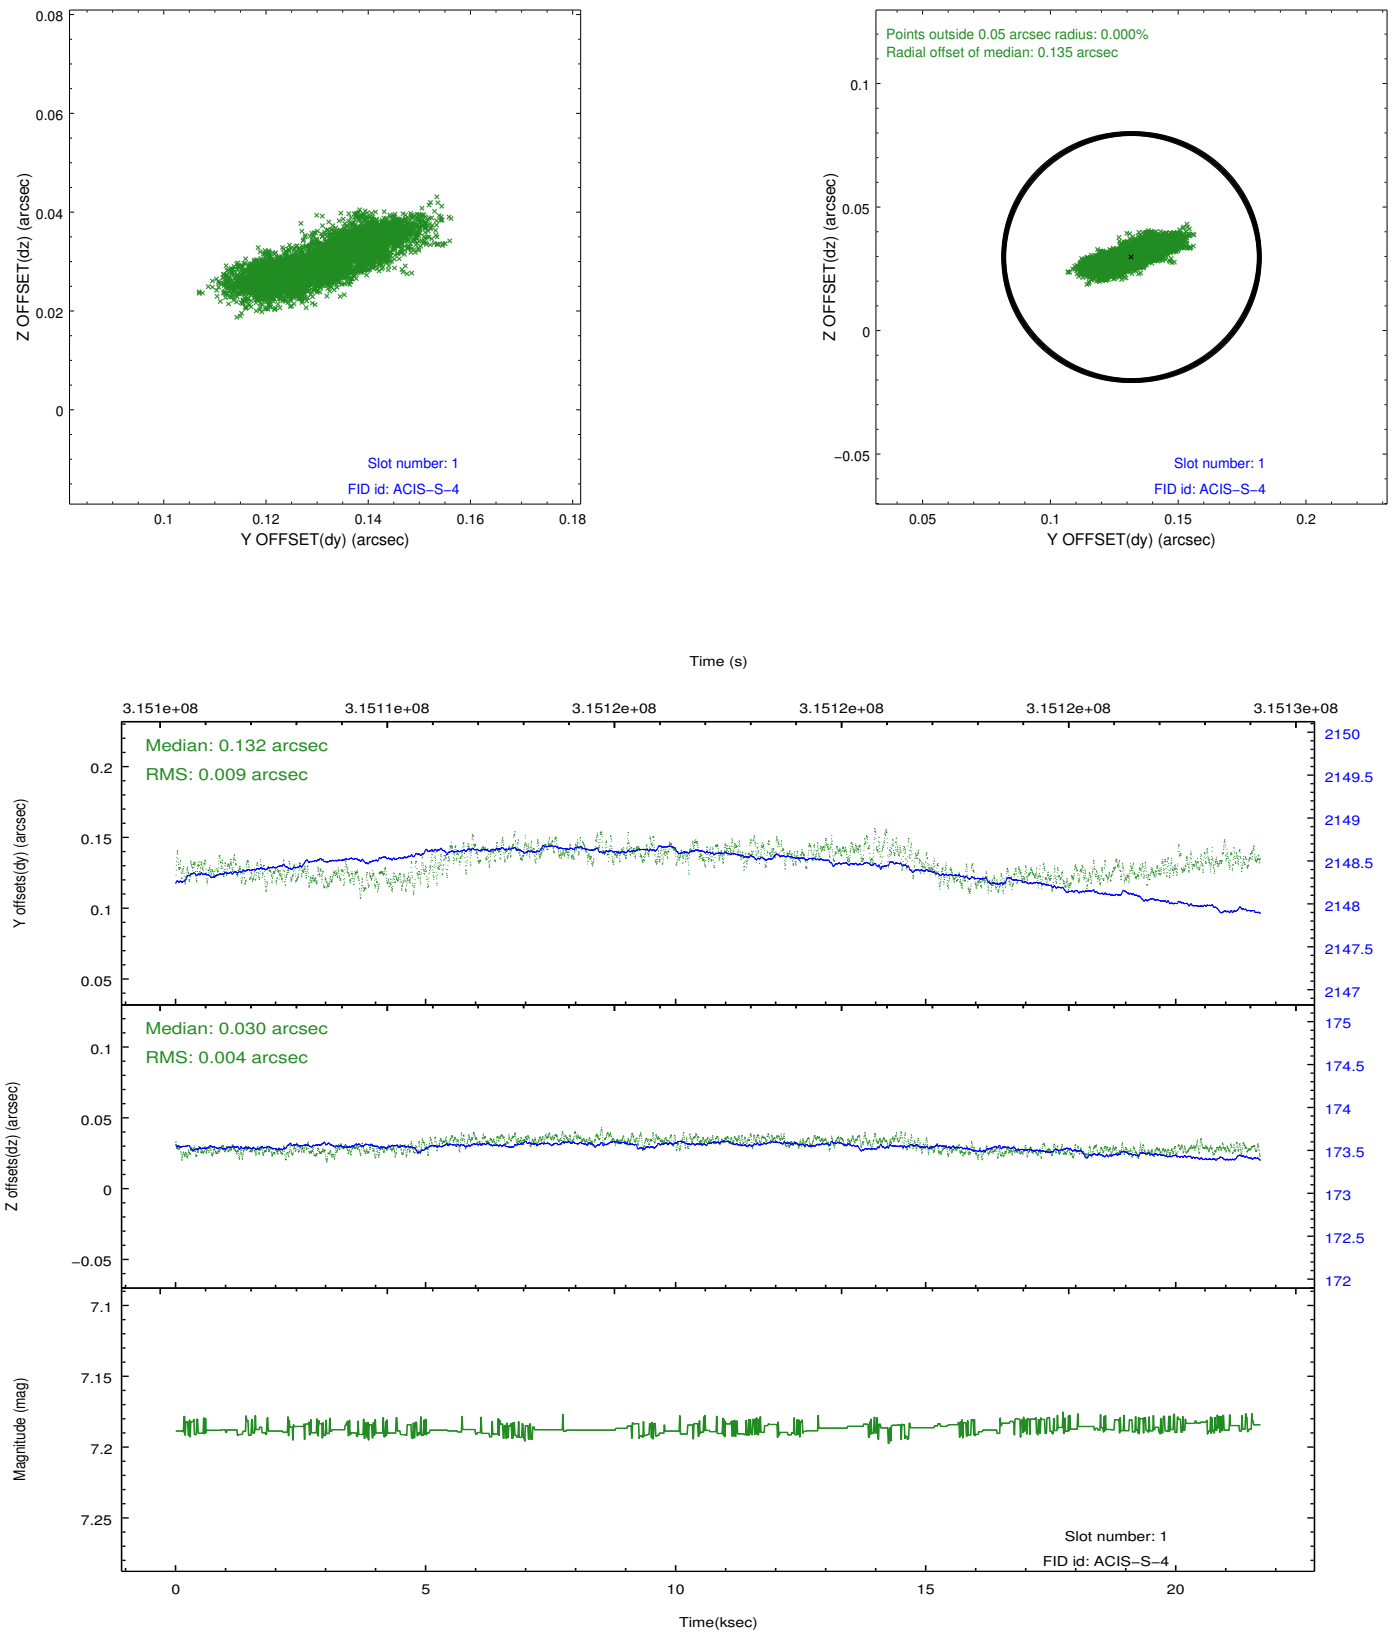 0.08
0.06
0.04
0.02
0
Z OFFSET(dz) (arcsec)
Slot number: 1
FID id: ACIS−S−4
0.1 0.12 0.14 0.16 0.18
Y OFFSET(dy) (arcsec)
Points outside 0.05 arcsec radius: 0.000%
Radial offset of median: 0.135 arcsec
0.1
0.05
0
−0.05
Z OFFSET(dz) (arcsec)
Slot number: 1
FID id: ACIS−S−4
0.05 0.1 0.15 0.2
Y OFFSET(dy) (arcsec)
Time (s)
3.151e+08 3.1511e+08 3.1512e+08 3.1512e+08 3.1512e+08 3.1513e+08
Median: 0.132 arcsec
RMS: 0.009 arcsec
0.2
0.15
0.1
0.05
Y offsets(dy) (arcsec)
2150
2149.5
2149
2148.5
2148
2147.5
2147
Median: 0.030 arcsec
RMS: 0.004 arcsec
0.1
0.05
0
−0.05
Z offsets(dz) (arcsec)
175
174.5
174
173.5
173
172.5
172
7.1
7.15
7.2
7.25
Magnitude (mag)
Slot number: 1
FID id: ACIS−S−4
0 5 10 15 20
Time(ksec)